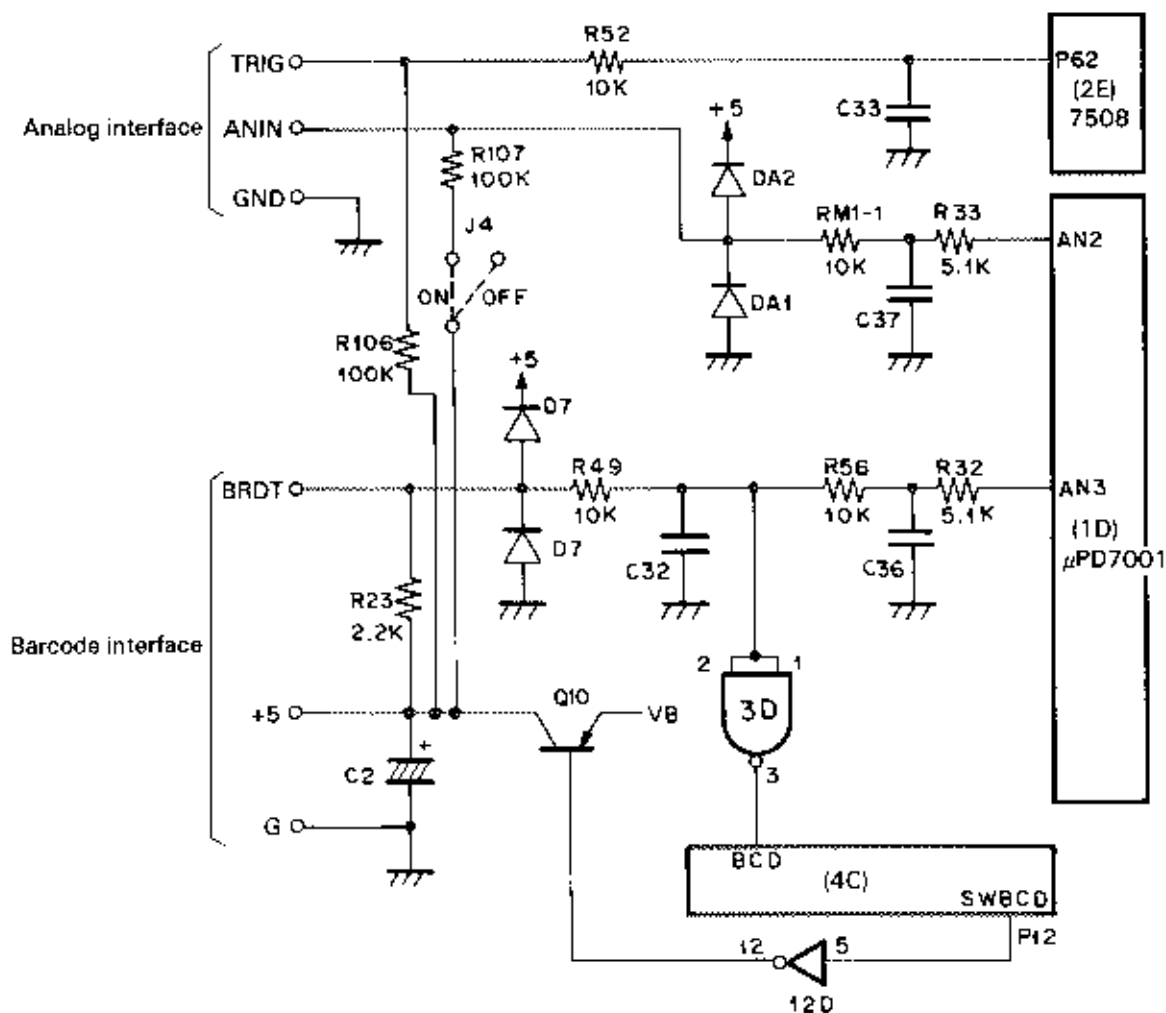 R52
TRIG
10K
P62
(2E)
7508
C33
+5
Analog interface
ANIN
R107
100K
DA2
GND
J4
RM1-1
10K
R33
5.1K
AN2
ON
OFF
DA1
C37
R106
100K
+5
D7
BRDT
R49
10K
R56
10K
R32
5.1K
AN3
(1D)
μPD7001
D7
C32
C36
R23
2.2K
Barcode interface
2
1
Q10
+5
VB
3D
+
C2
3
G
BCD
(4C)
SWBCD
P12
12
5
12D